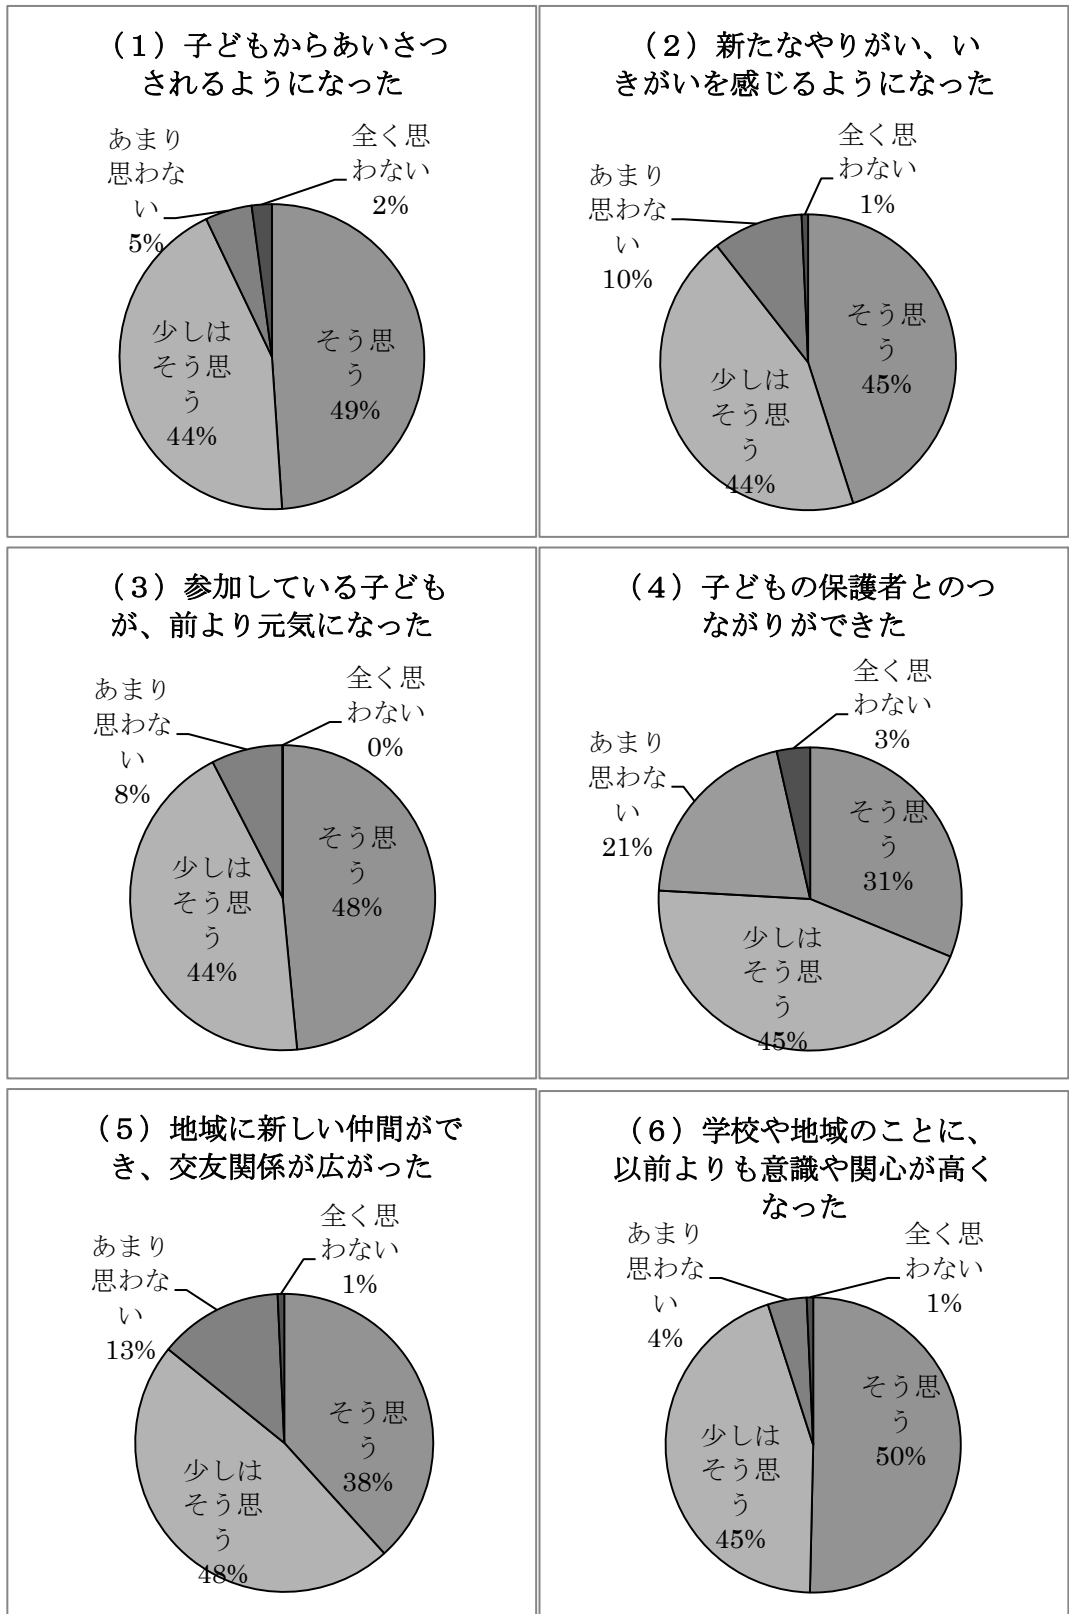 （１）子どもからあいさつ
されるようになった
あまり
思わな
い
5%
全く思
わない
2%
少しは
そう思
う
44%
そう思
う
49%
（２）新たなやりがい、い
きがいを感じるようになった
あまり
思わな
い
10%
全く思
わない
1%
そう思
う
45%
少しは
そう思
う
44%
（３）参加している子ども
が、前より元気になった
あまり
思わな
い
8%
全く思
わない
0%
そう思
う
48%
少しは
そう思
う
44%
（４）子どもの保護者とのつ
ながりができた
あまり
思わな
い
21%
全く思
わない
3%
そう思
う
31%
少しは
そう思
う
45%
（５）地域に新しい仲間がで
き、交友関係が広がった
あまり
思わな
い
13%
全く思
わない
1%
そう思
う
38%
少しは
そう思
う
48%
（６）学校や地域のことに、
以前よりも意識や関心が高く
なった
あまり
思わな
い
4%
全く思
わない
1%
そう思
う
50%
少しは
そう思
う
45%